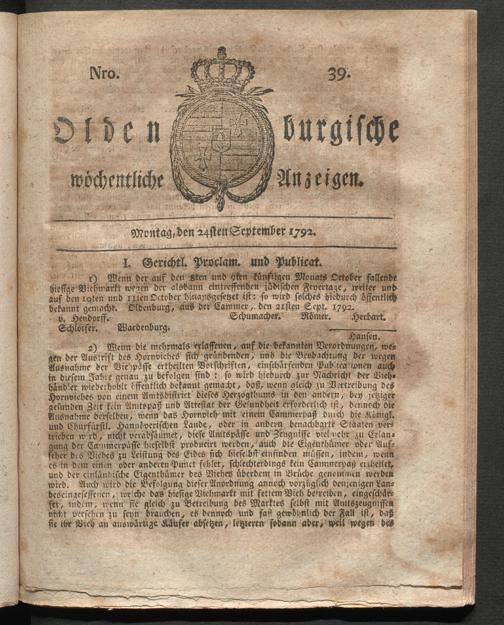 Nro. 39.
Oldenburgische
wöchentliche Anzeigen.
Montag, den 24sten September 1792.
I. Gerichtl. Proclam. und Publicat.
1) Wenn der auf den 8ten und 9ten künftigen Monats October fallende
hiesige Viehmarkt wegen der alsdann eintreffenden jüdischen Feyertage, weiter und
auf den 10ten und 11ten October hinausgesetzt ist: so wird solches hiedurch öffentlich
bekannt gemacht. Oldenburg, aus der Cammer, den 21sten Sept. 1792.
v. Hendorff. Schumacher. Römer. Herbart.
Schloifer. Wardenburg.
Hansen.
2) Wenn die mehrmals erlassenen, auf die bekannten Verordnungen, we-
gen der Austrift des Hornviehes sich gründenden, und die Beobachtung der wegen
Ausnahme der Viehpässe ertheilten Vorschriften, einschärfenden Publicationen auch
in diesem Jahre genau zu befolgen sind: so wird hiedurch zur Nachricht der Vieh-
händler wiederholt öffentlich bekannt gemacht, daß, wenn gleich zu Vertreibung des
Hornviehes von einem Amtsdistrict dieses Herzogthums in den andern, bey jetziger
gesunden Zeit kein Amtspaß und Attestat der Gesundheit erforderlich ist, dennoch die
Ausnahme derselben, wenn das Hornvieh mit einem Cammerpaß durch die Königl.
und Churfürstl. Hannöverischen Lande, oder in andern benachbarte Staaten ver-
trieben wird, nicht verabsäumet, diese Amtspässe und Zeugnisse vielmehr zu Erlan-
gung der Cammerpässe hieselbst produciret werden, auch die Eigenthümer oder Auf-
seher des Viehes zu Leistung des Eides sich hieselbst einfinden müssen, indem, wenn
es in dem einen oder andern Punct fehlet, schlechterdings kein Cammerpaß ertheilet,
und der einländische Eigenthümer des Viehes überdem in Brüche genommen werden
wird. Auch wird die Befolgung dieser Anordnung annoch vorzüglich denjenigen Lan-
deseingesessenen, welche das hiesige Viehmarkt mit fettem Vieh betreiben, eingeschär-
fet, indem, wenn sie gleich zu Betreibung des Marktes selbst mit Amtszeugnissen
nicht versehen zu seyn brauchen, es dennoch und fast gewöhnlich der Fall ist, daß
sie ihr Vieh an auswärtige Käufer absetzen, letzteren sodann aber, weil wegen des